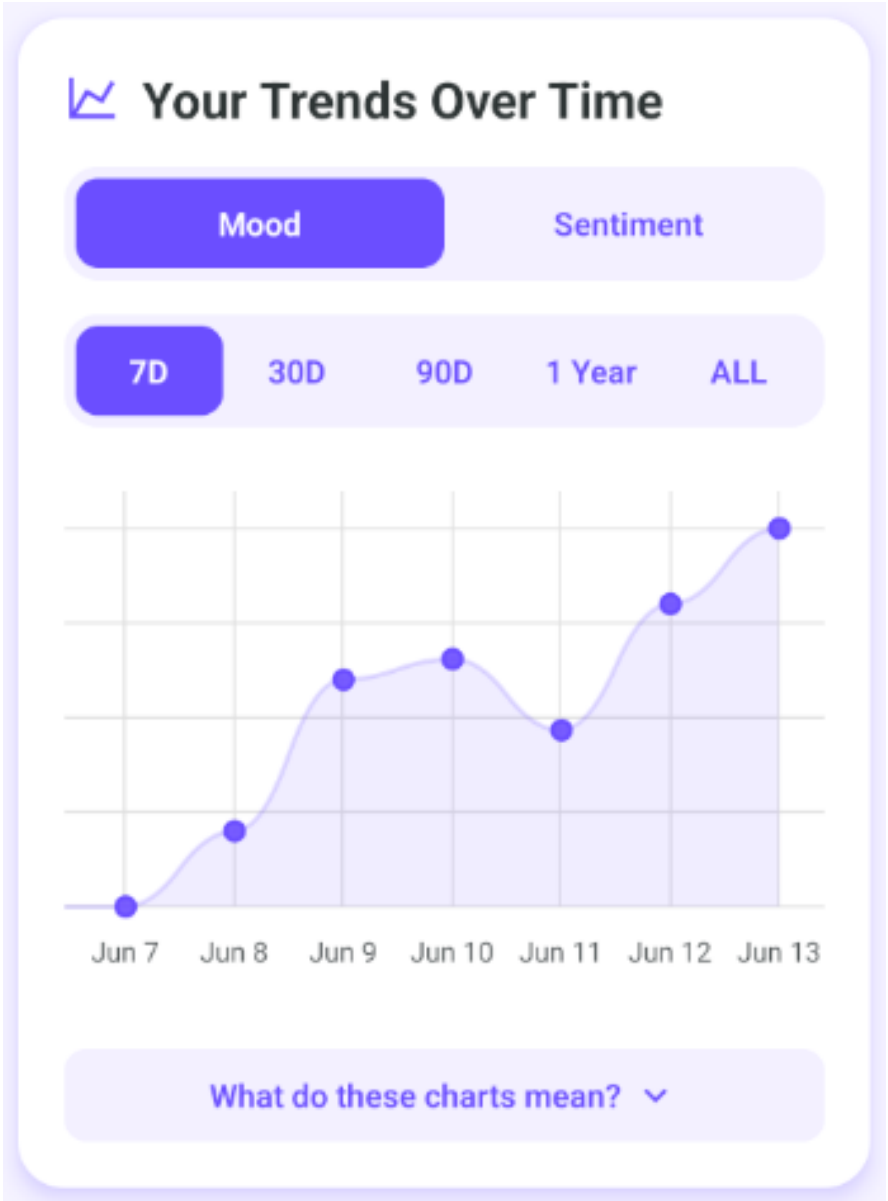 Your Trends Over Time
Mood Sentiment
7D 30D 90D 1 Year ALL
Jun 7 Jun 8 Jun 9 Jun 10 Jun 11 Jun 12 Jun 13
What do these charts mean?